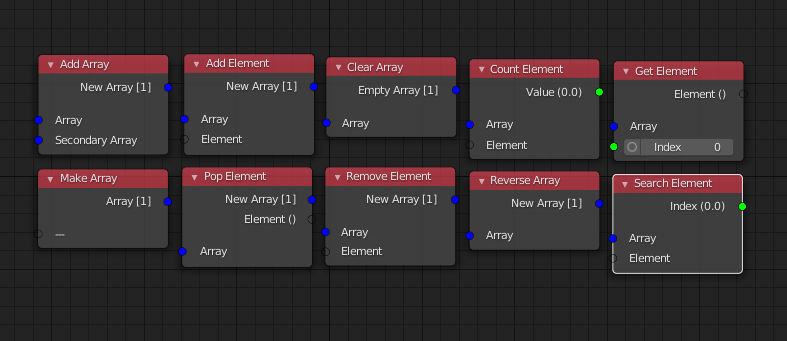 Add Array
New Array [1]
Array
Secondary Array
Add Element
New Array [1]
Array
Element
Clear Array
Empty Array [1]
Array
Count Element
Value (0.0)
Array
Element
Get Element
Element ()
Array
Index 0
Make Array
Array [1]
Pop Element
New Array [1]
Element ()
Array
Remove Element
New Array [1]
Array
Element
Reverse Array
New Array [1]
Array
Search Element
Index (0.0)
Array
Element